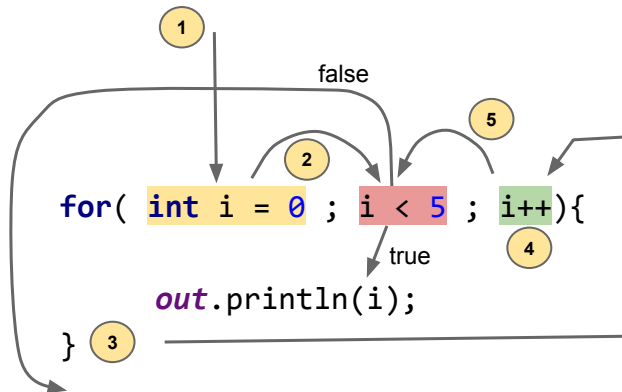 1
false
5
2
for( int i = 0 ; i < 5 ; i++){
4
true
out.println(i);
} 3